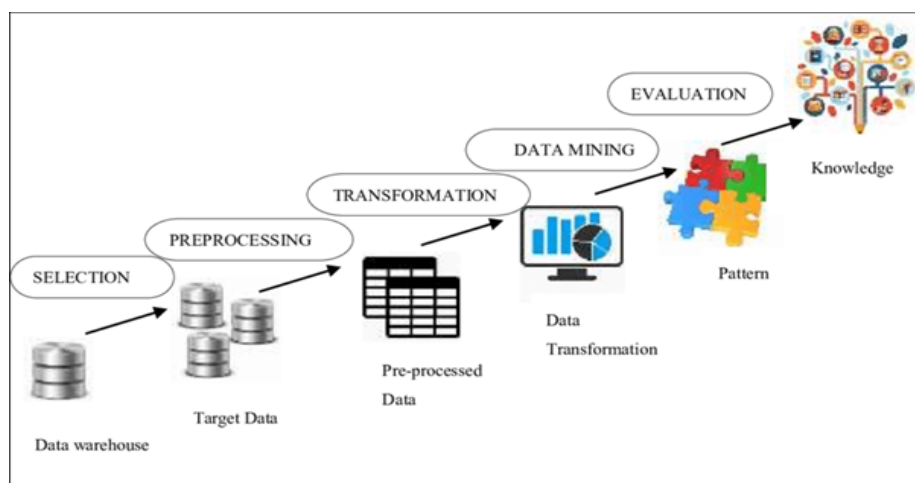 EVALUATION
Knowledge
DATA MINING
Pattern
TRANSFORMATION
Data
Transformation
PREPROCESSING
Pre-processed
Data
SELECTION
Target Data
Data warehouse